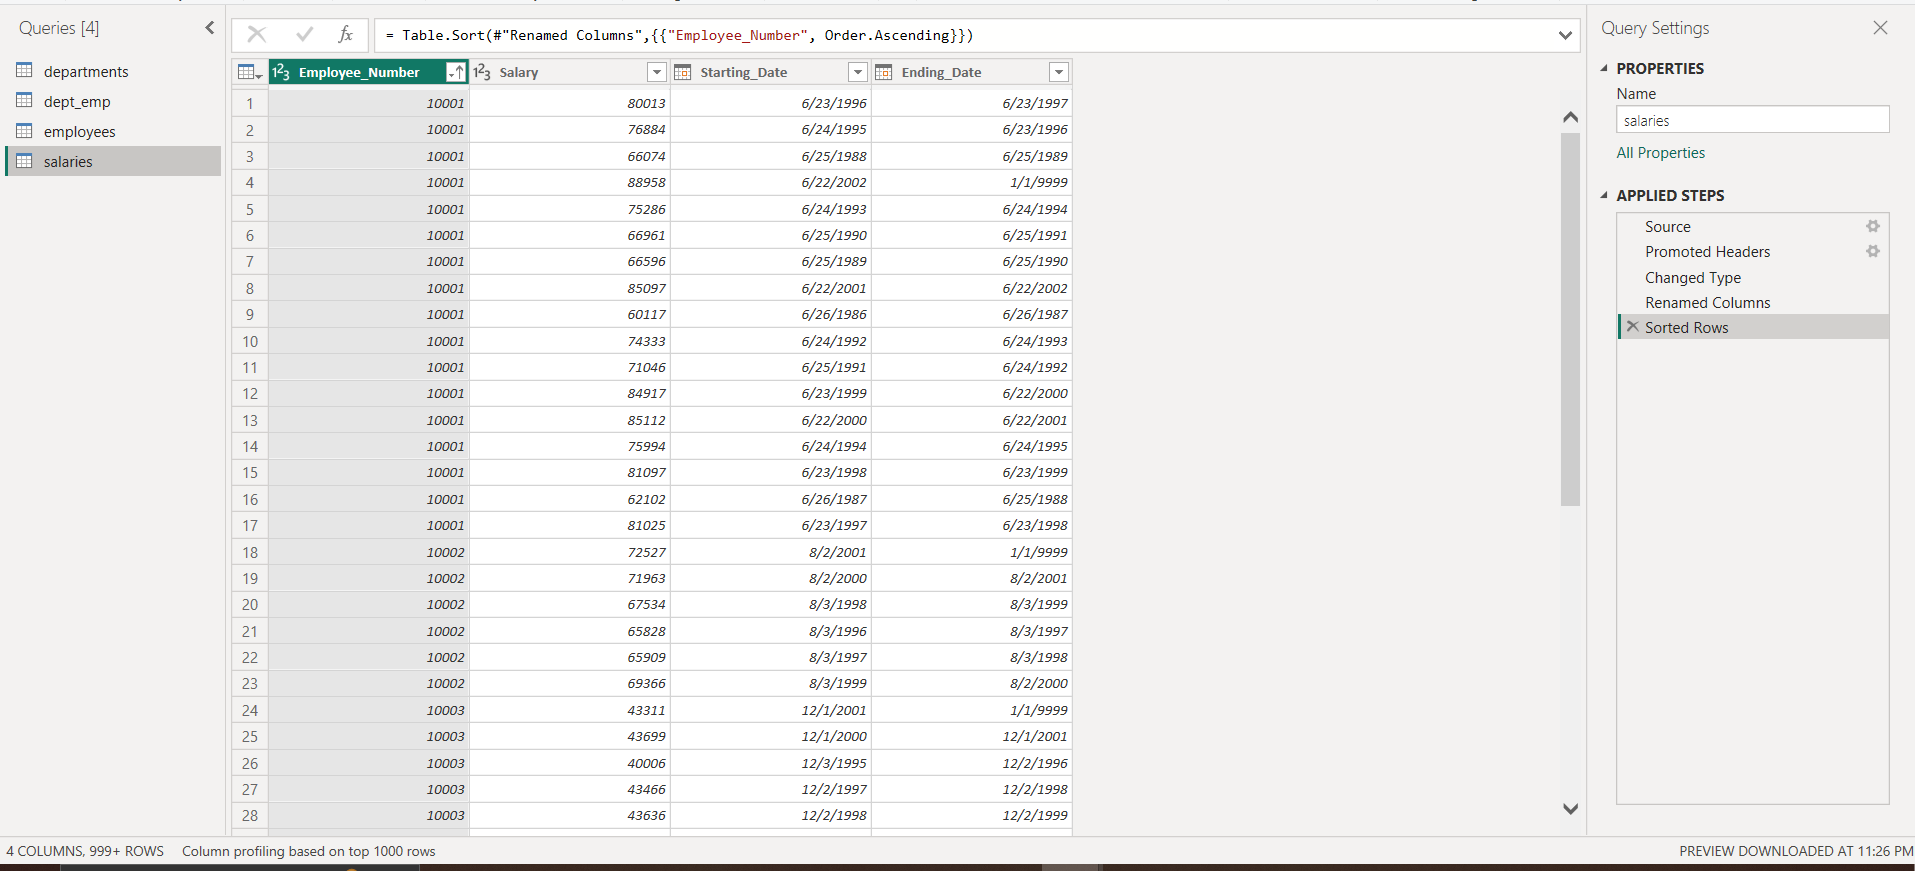 Queries [4]
departments
dept_emp
employees
salaries
= Table.Sort(#"Renamed Columns",{{"Employee_Number", Order.Ascending}})
Employee_Number Salary Starting_Date Ending_Date
1 10001 80013 6/23/1996 6/23/1997
2 10001 76884 6/24/1995 6/23/1996
3 10001 66074 6/25/1988 6/25/1989
4 10001 88958 6/22/2002 1/1/9999
5 10001 75286 6/24/1993 6/24/1994
6 10001 66961 6/25/1990 6/25/1991
7 10001 66596 6/25/1989 6/25/1990
8 10001 85097 6/22/2001 6/22/2002
9 10001 60117 6/26/1986 6/26/1987
10 10001 74333 6/24/1992 6/24/1993
11 10001 71046 6/25/1991 6/24/1992
12 10001 84917 6/23/1999 6/22/2000
13 10001 85112 6/22/2000 6/22/2001
14 10001 75994 6/24/1994 6/24/1995
15 10001 81097 6/23/1998 6/23/1999
16 10001 62102 6/26/1987 6/25/1988
17 10001 81025 6/23/1997 6/23/1998
18 10002 72527 8/2/2001 1/1/9999
19 10002 71963 8/2/2000 8/2/2001
20 10002 67534 8/3/1998 8/3/1999
21 10002 65828 8/3/1996 8/3/1997
22 10002 65909 8/3/1997 8/3/1998
23 10002 69366 8/3/1999 8/2/2000
24 10003 43311 12/1/2001 1/1/9999
25 10003 43699 12/1/2000 12/1/2001
26 10003 40006 12/3/1995 12/2/1996
27 10003 43466 12/2/1997 12/2/1998
28 10003 43636 12/2/1998 12/2/1999
Query Settings
PROPERTIES
Name
salaries
All Properties
APPLIED STEPS
Source
Promoted Headers
Changed Type
Renamed Columns
Sorted Rows
4 COLUMNS, 999+ ROWS Column profiling based on top 1000 rows
PREVIEW DOWNLOADED AT 11:26 PM